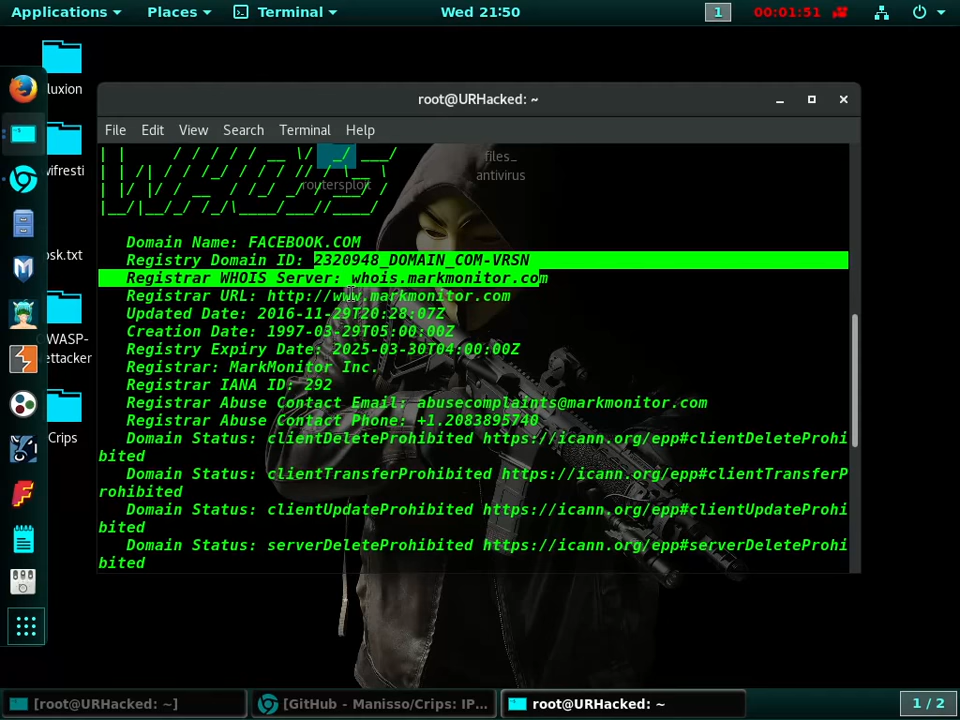 Applications Places Terminal Wed 21:50 1 00:01:51
root@URHacked: ~
File Edit View Search Terminal Help
luxion
vifresti
sk.txt
WASP-
ettacker
Crips
routersploit
files_
antivirus
Domain Name: FACEBOOK.COM
Registry Domain ID: 2320948_DOMAIN_COM-VRSN
Registrar WHOIS Server: whois.markmonitor.com
Registrar URL: http://www.markmonitor.com
Updated Date: 2016-11-29T20:28:07Z
Creation Date: 1997-03-29T05:00:00Z
Registry Expiry Date: 2025-03-30T04:00:00Z
Registrar: MarkMonitor Inc.
Registrar IANA ID: 292
Registrar Abuse Contact Email: abusecomplaints@markmonitor.com
Registrar Abuse Contact Phone: +1.2083895740
Domain Status: clientDeleteProhibited https://icann.org/epp#clientDeleteProhi
bited
Domain Status: clientTransferProhibited https://icann.org/epp#clientTransferP
rohibited
Domain Status: clientUpdateProhibited https://icann.org/epp#clientUpdateProhi
bited
Domain Status: serverDeleteProhibited https://icann.org/epp#serverDeleteProhi
bited
[root@URHacked: ~] [GitHub - Manisso/Crips: IP... root@URHacked: ~ 1 / 2